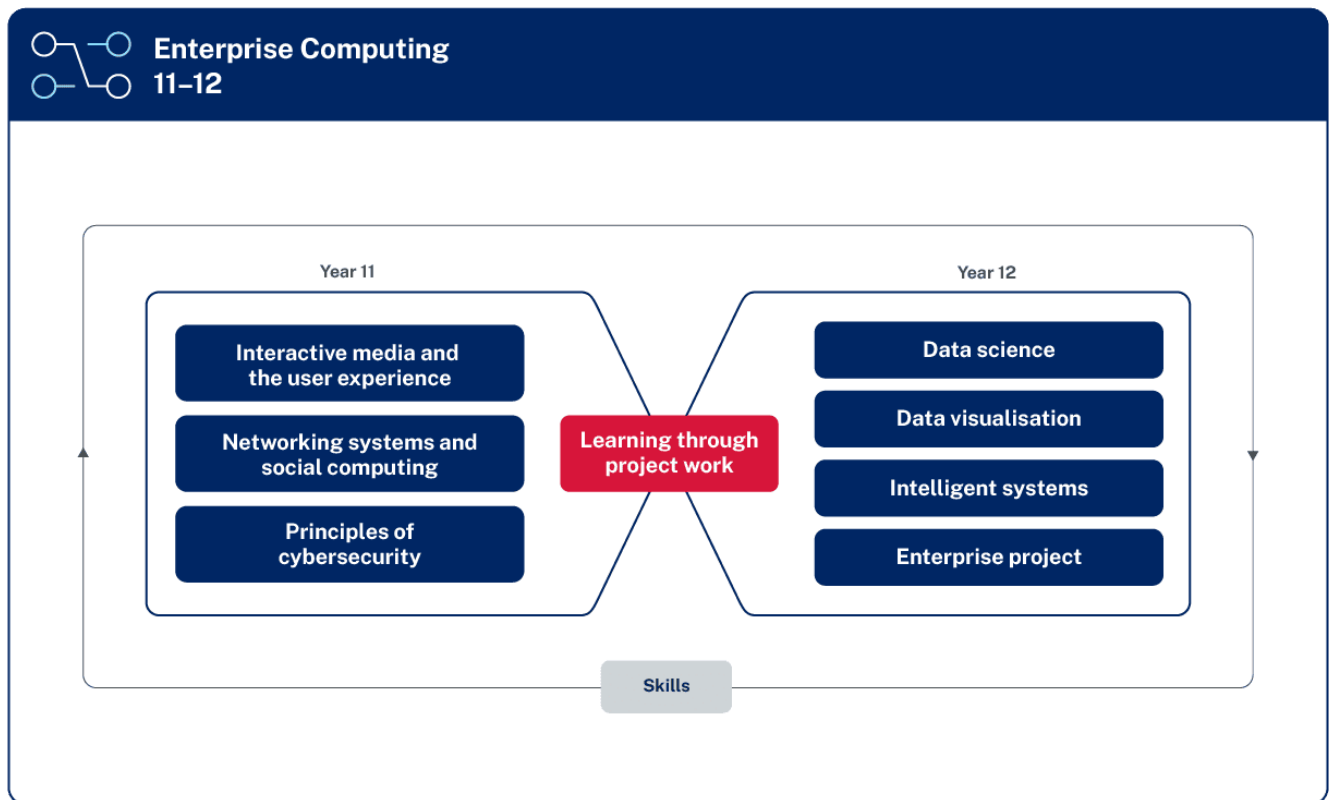 Enterprise Computing
11–12
Year 11
Interactive media and
the user experience
Networking systems and
social computing
Principles of
cybersecurity
Learning through
project work
Year 12
Data science
Data visualisation
Intelligent systems
Enterprise project
Skills